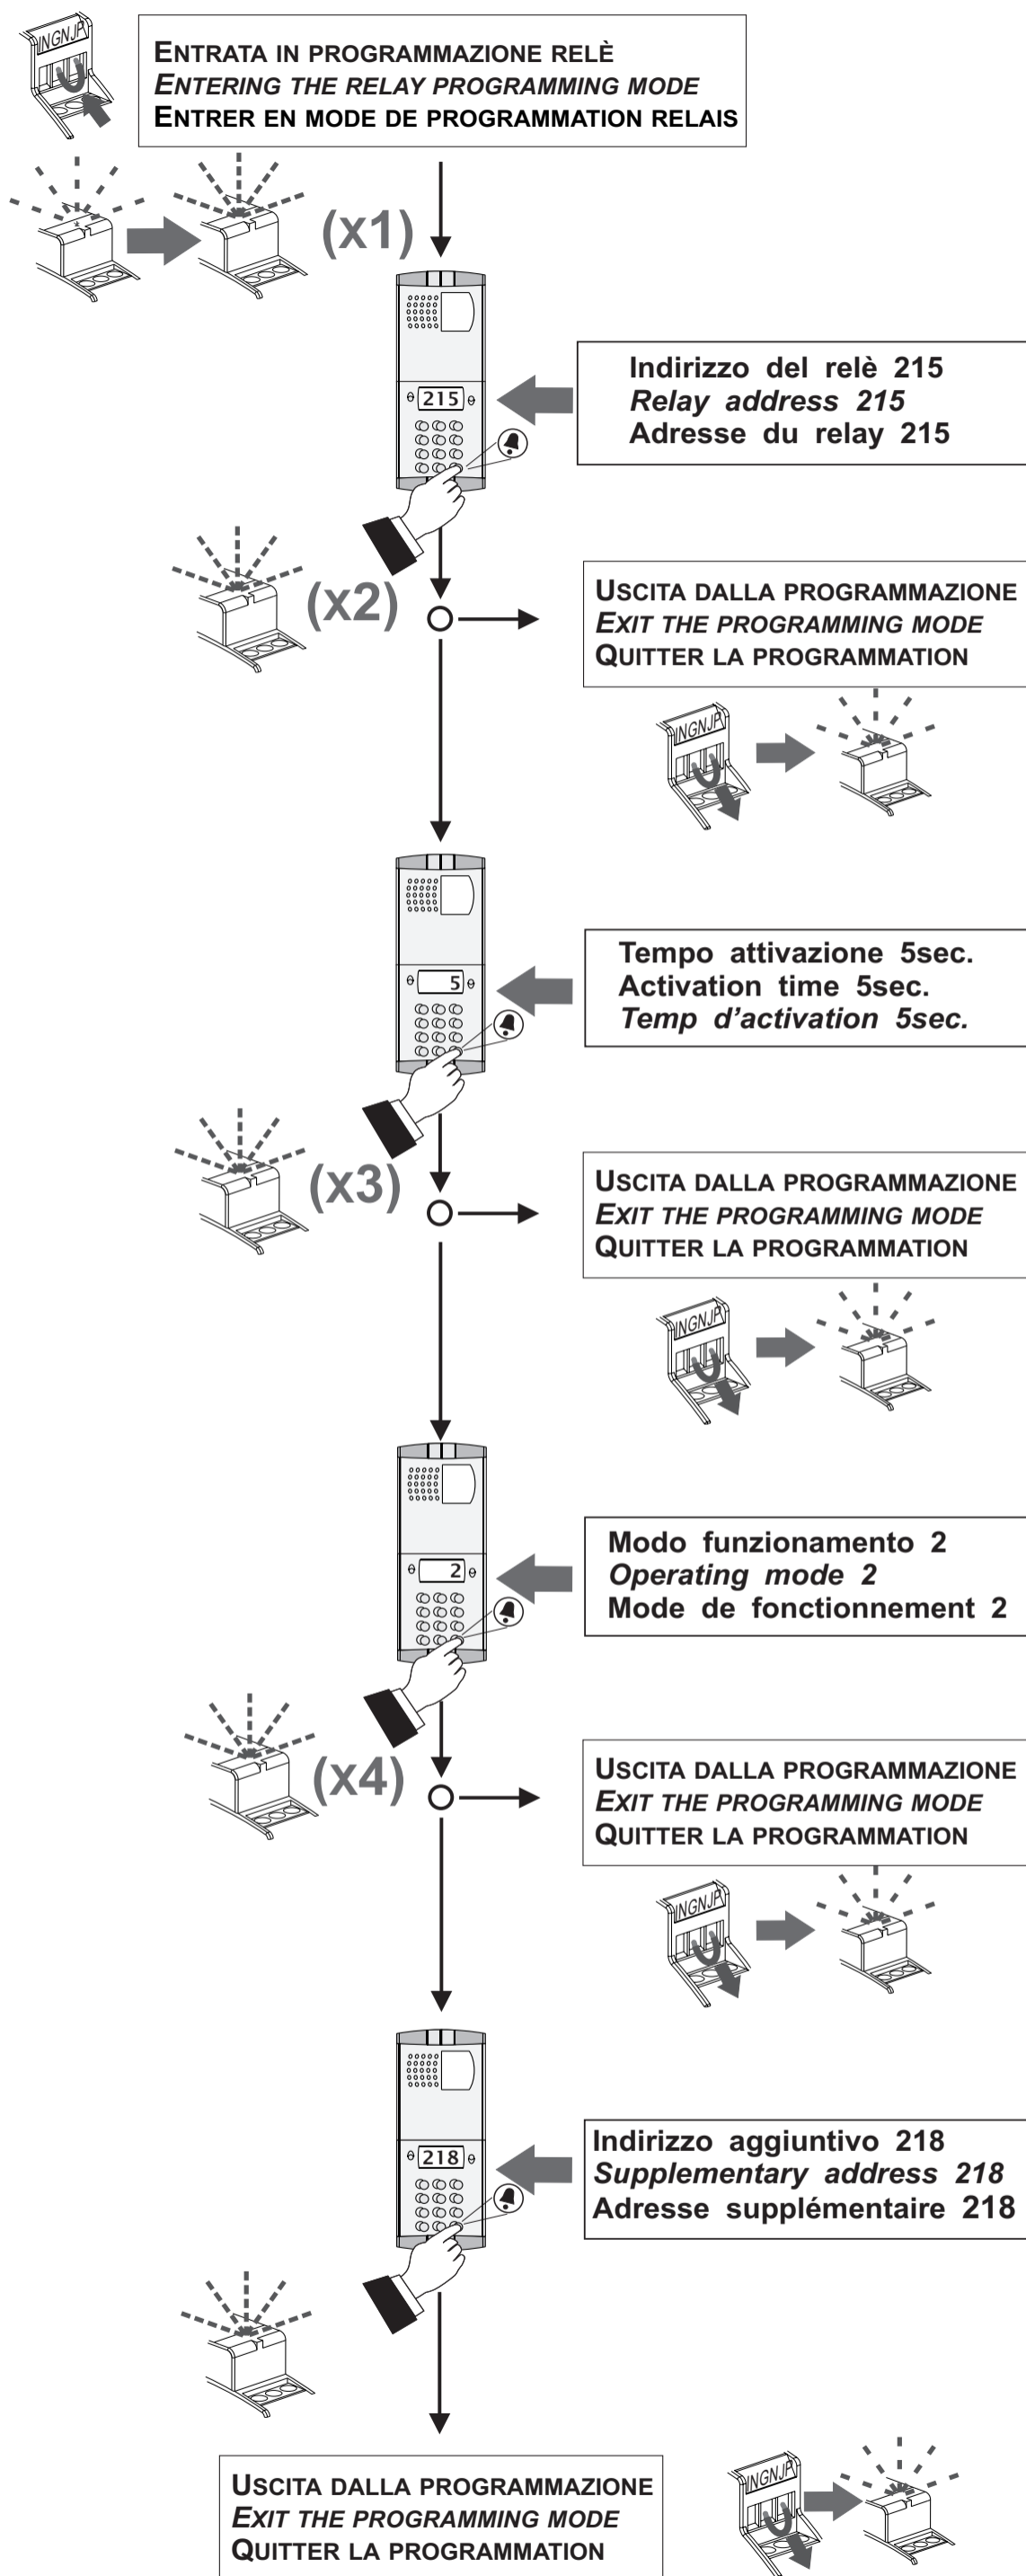 INGNJP
ENTRATA IN PROGRAMMAZIONE RELÈ
ENTERING THE RELAY PROGRAMMING MODE
ENTRER EN MODE DE PROGRAMMATION RELAIS
(x1)
215
Indirizzo del relè 215
Relay address 215
Adresse du relay 215
(x2)
USCITA DALLA PROGRAMMAZIONE
EXIT THE PROGRAMMING MODE
QUITTER LA PROGRAMMATION
INGNJP
5
Tempo attivazione 5sec.
Activation time 5sec.
Temp d'activation 5sec.
(x3)
USCITA DALLA PROGRAMMAZIONE
EXIT THE PROGRAMMING MODE
QUITTER LA PROGRAMMATION
INGNJP
2
Modo funzionamento 2
Operating mode 2
Mode de fonctionnement 2
(x4)
USCITA DALLA PROGRAMMAZIONE
EXIT THE PROGRAMMING MODE
QUITTER LA PROGRAMMATION
INGNJP
218
Indirizzo aggiuntivo 218
Supplementary address 218
Adresse supplémentaire 218
USCITA DALLA PROGRAMMAZIONE
EXIT THE PROGRAMMING MODE
QUITTER LA PROGRAMMATION
INGNJP